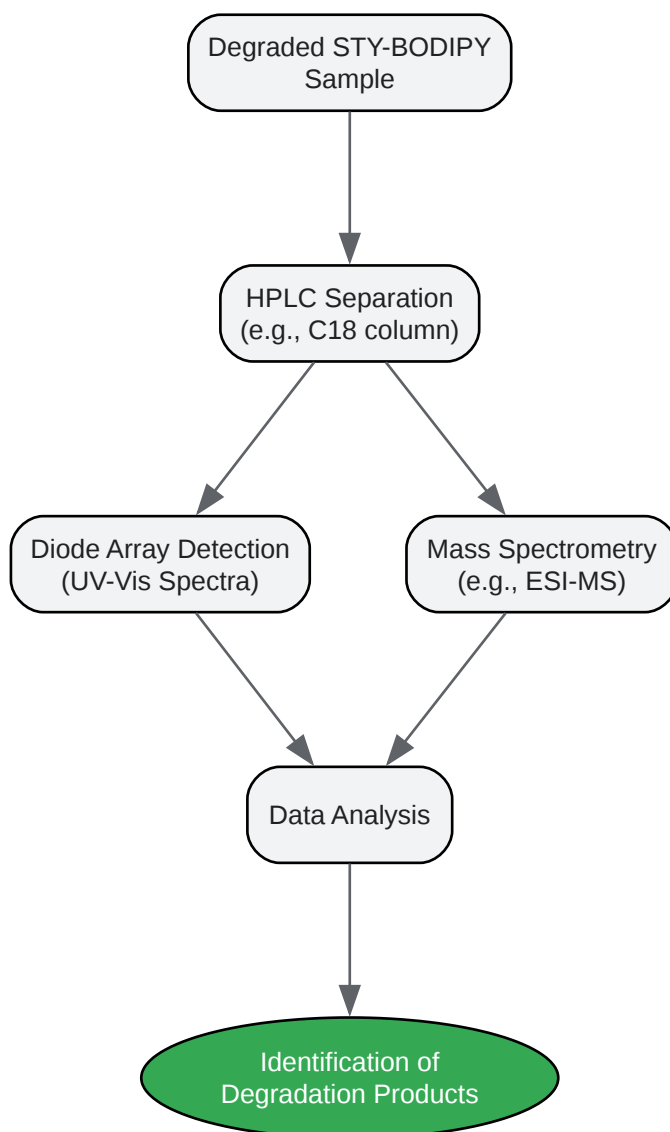 Degraded STY-BODIPY
Sample
HPLC Separation
(e.g., C18 column)
Diode Array Detection
(UV-Vis Spectra)
Mass Spectrometry
(e.g., ESI-MS)
Data Analysis
Identification of
Degradation Products